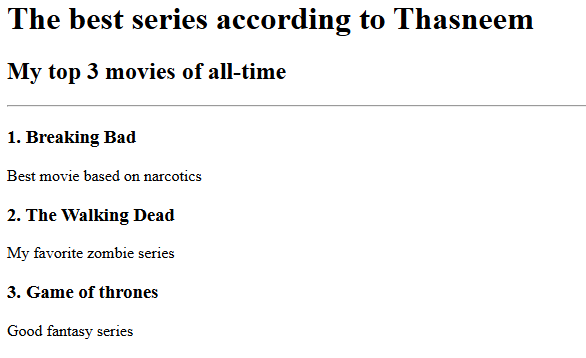 The best series according to Thasneem
My top 3 movies of all-time
1. Breaking Bad
Best movie based on narcotics
2. The Walking Dead
My favorite zombie series
3. Game of thrones
Good fantasy series